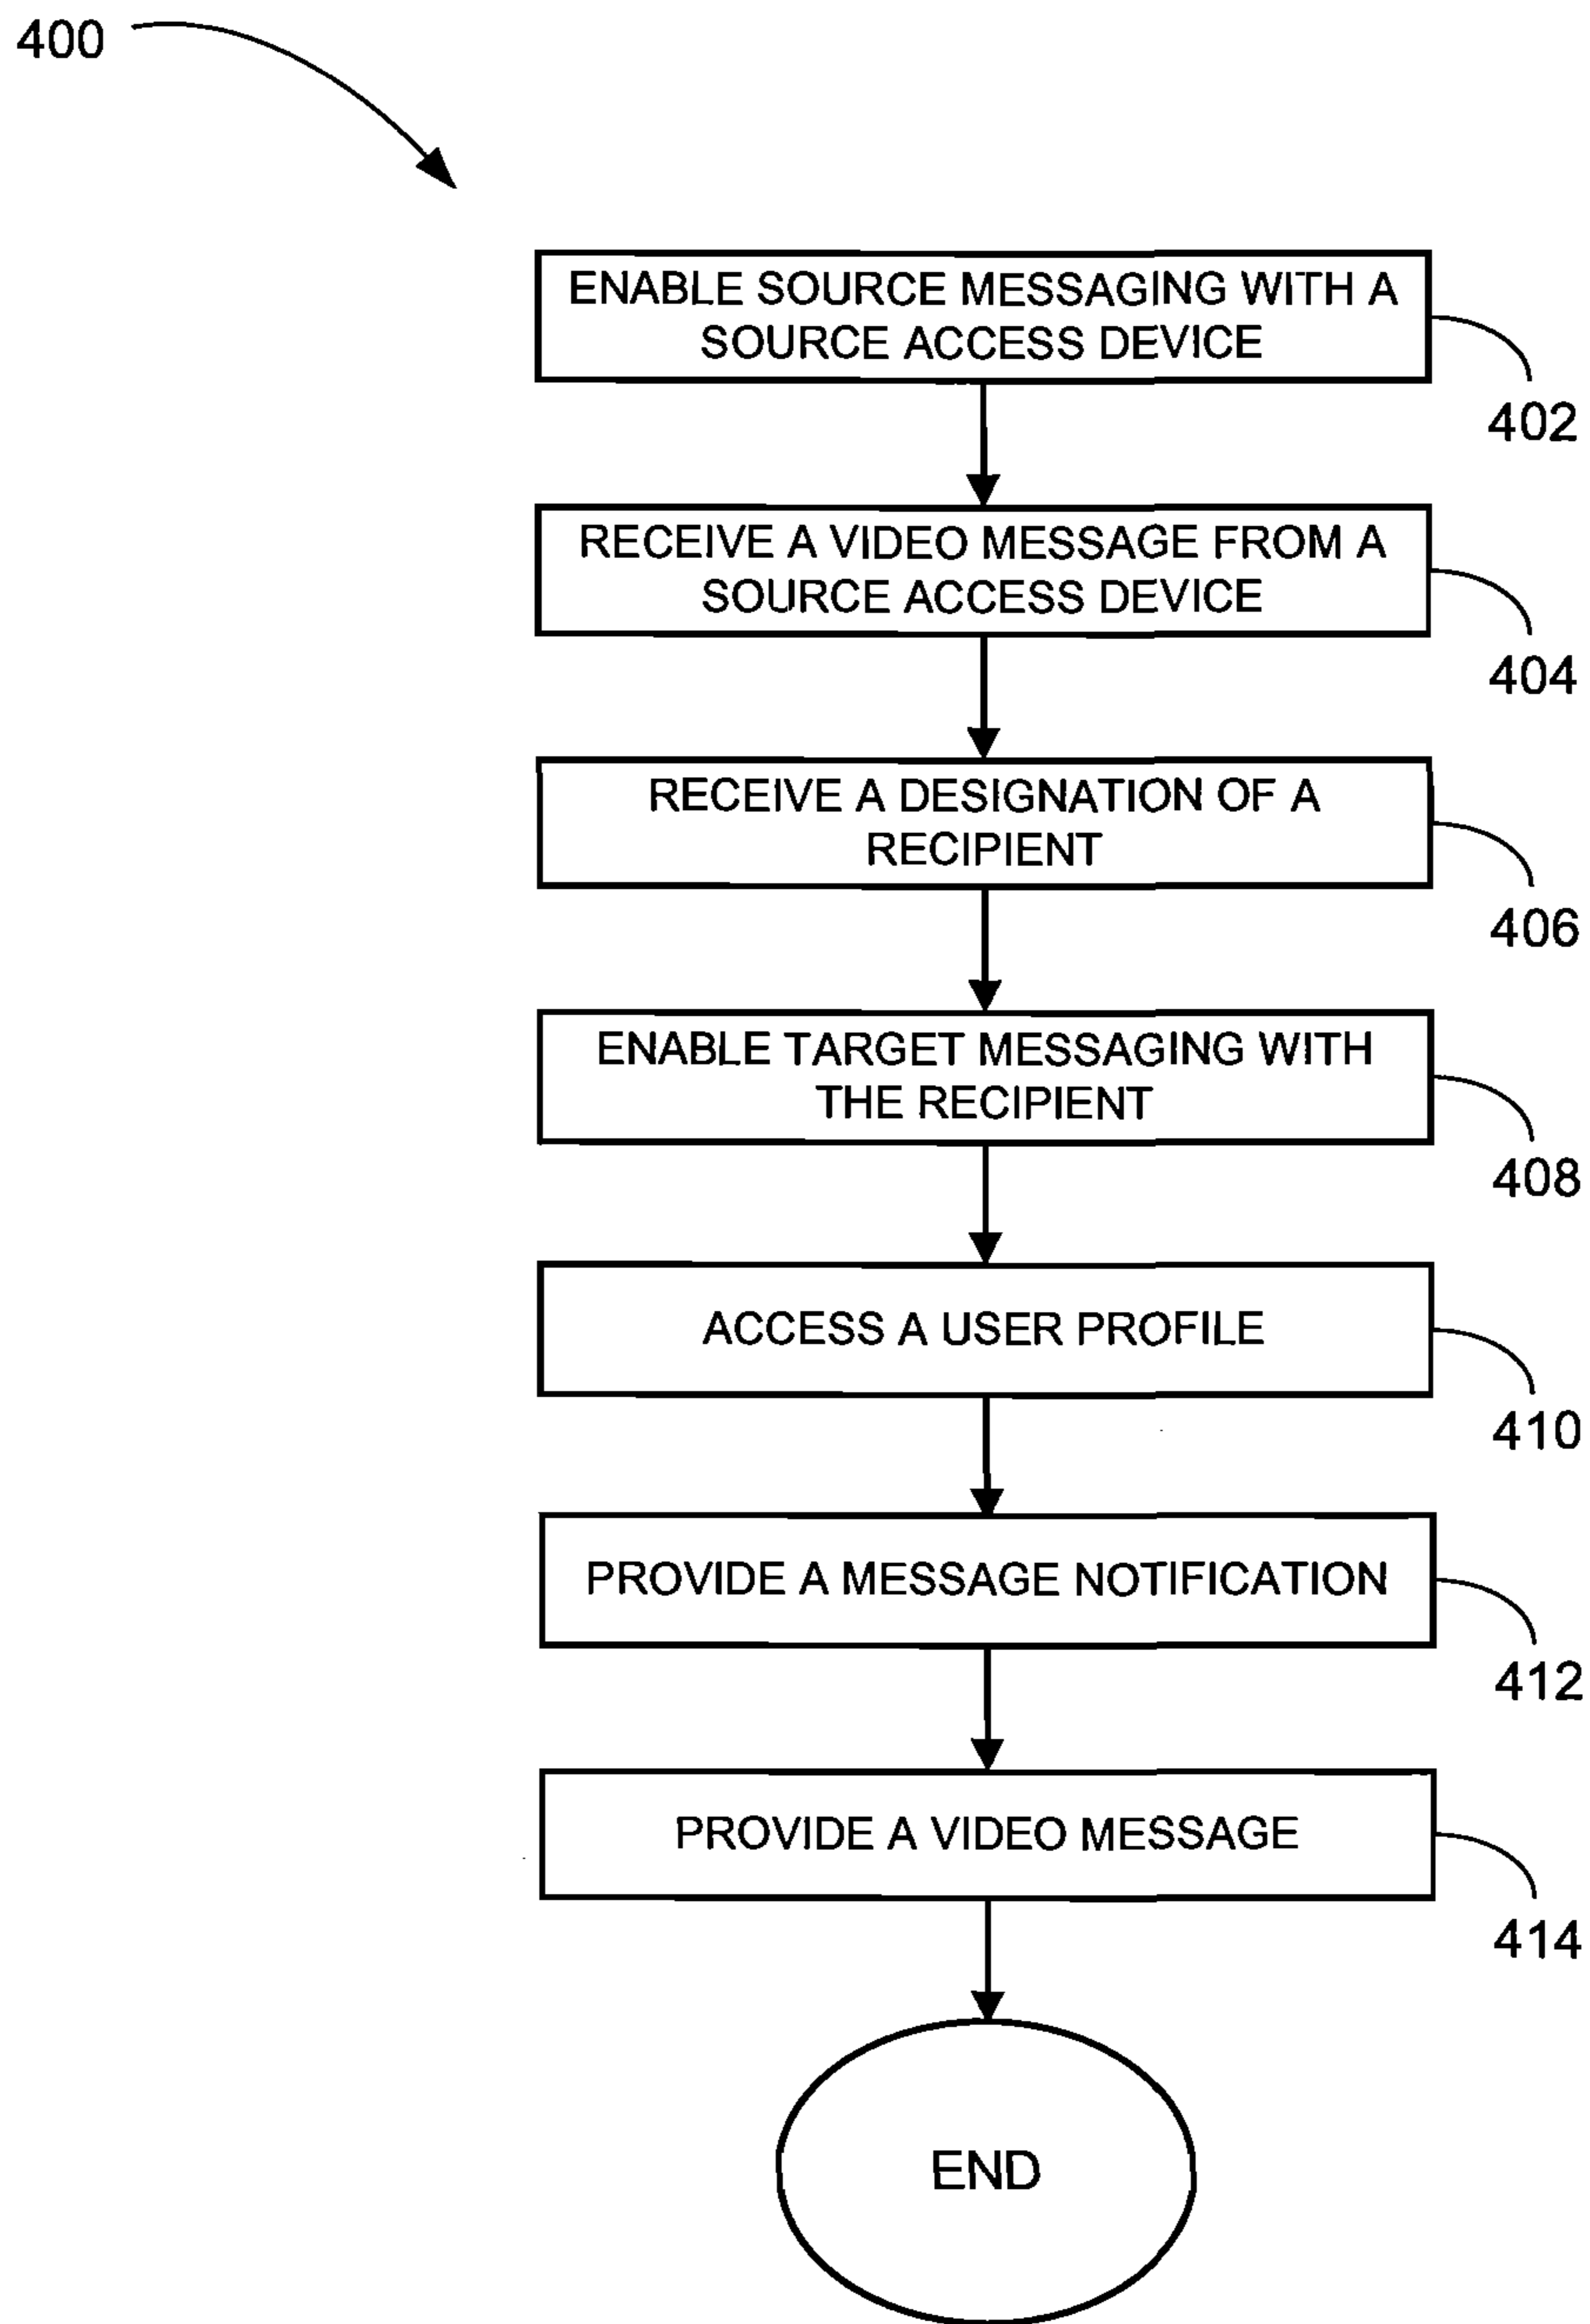 400
ENABLE SOURCE MESSAGING WITH A
SOURCE ACCESS DEVICE
402
RECEIVE A VIDEO MESSAGE FROM A
SOURCE ACCESS DEVICE
404
RECEIVE A DESIGNATION OF A
RECIPIENT
406
ENABLE TARGET MESSAGING WITH
THE RECIPIENT
408
ACCESS A USER PROFILE
410
PROVIDE A MESSAGE NOTIFICATION
412
PROVIDE A VIDEO MESSAGE
414
END